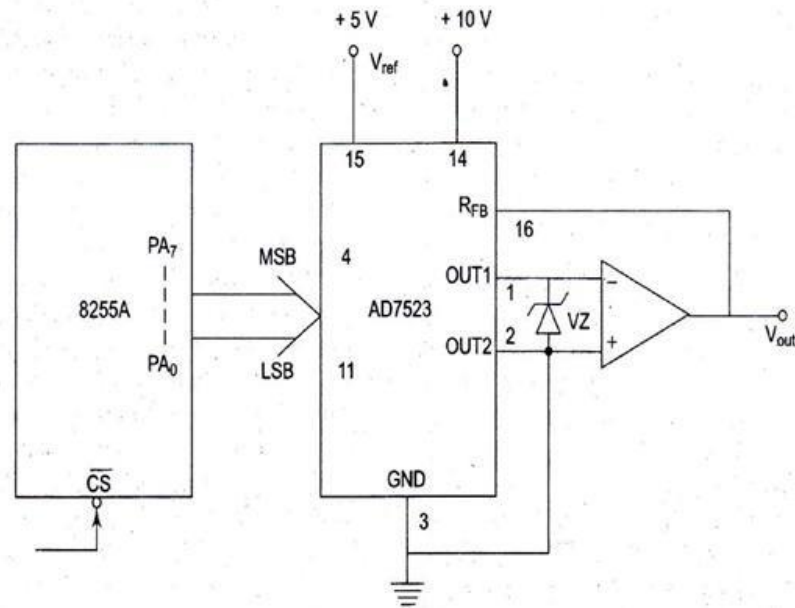 + 5 V
+ 10 V
Vref
15
14
RFB
16
PA7
MSB
4
OUT1
1
8255A
AD7523
VZ
OUT2
2
Vout
PA0
LSB
11
CS
GND
3